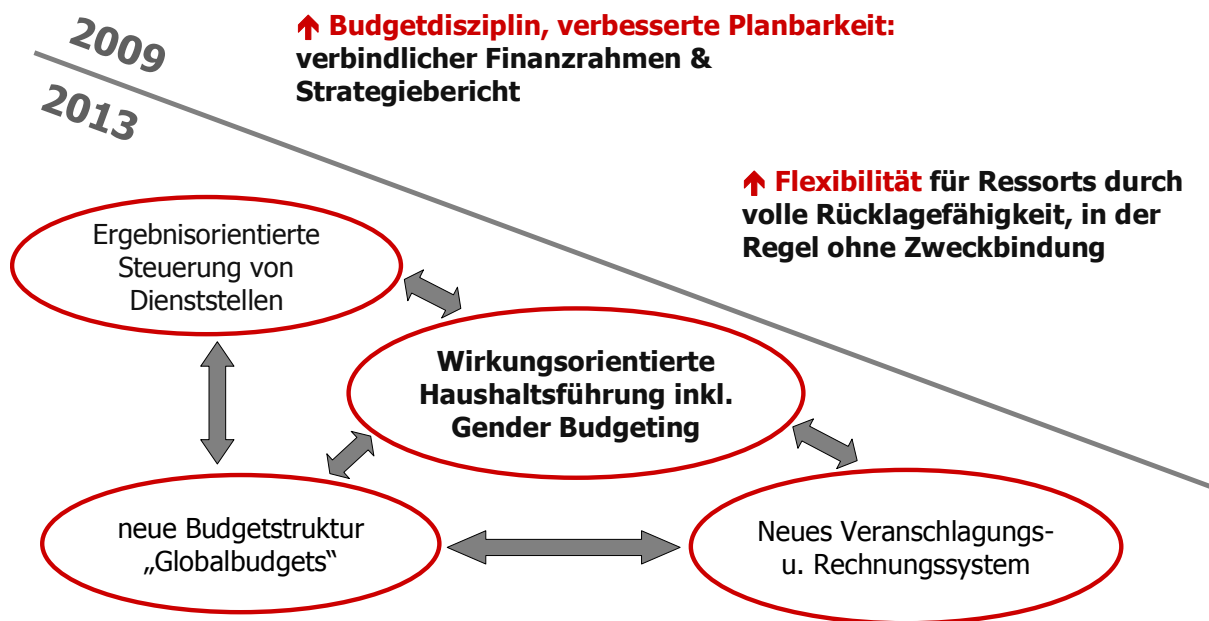 2009
2013
↑ Budgetdisziplin, verbesserte Planbarkeit:
verbindlicher Finanzrahmen &
Strategiebericht
↑ Flexibilität für Ressorts durch
volle Rücklagefähigkeit, in der
Regel ohne Zweckbindung
Ergebnisorientierte
Steuerung von
Dienststellen
Wirkungsorientierte
Haushaltsführung inkl.
Gender Budgeting
neue Budgetstruktur
„Globalbudgets“
Neues Veranschlagungs-
u. Rechnungssystem